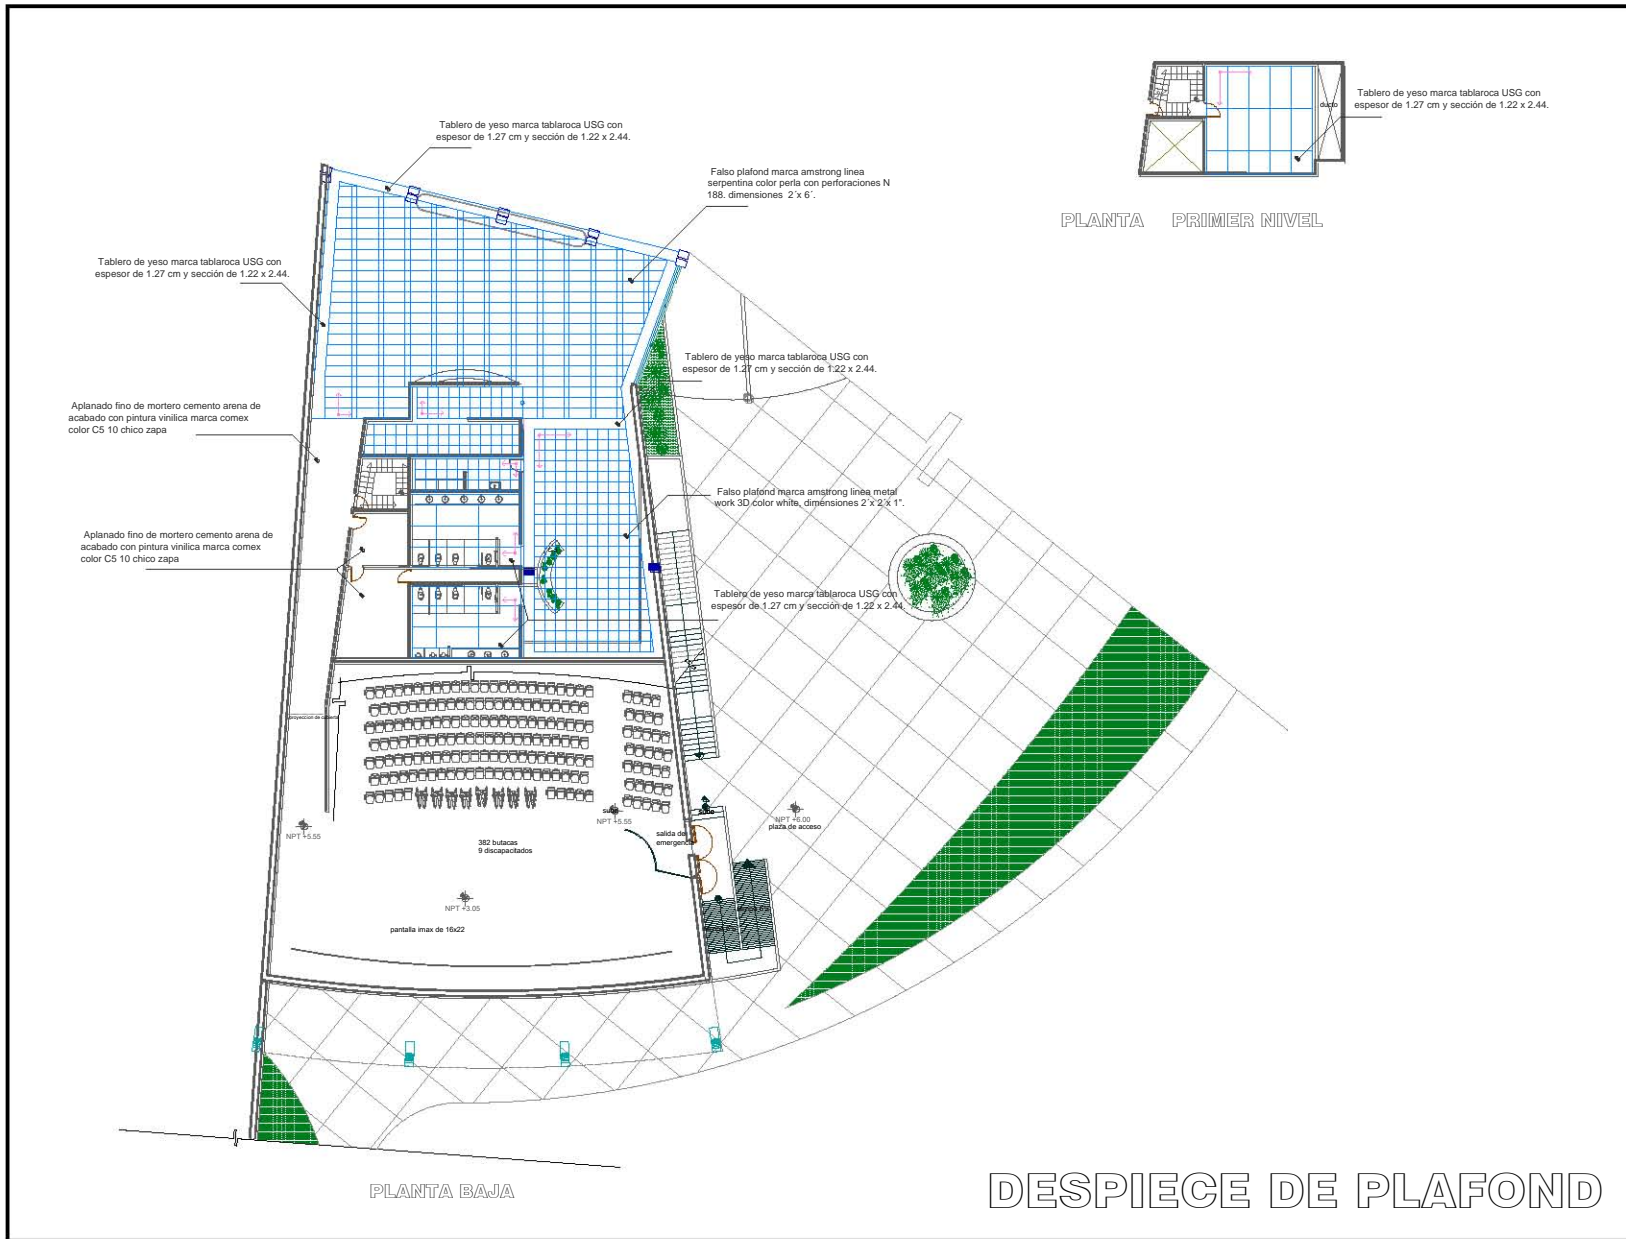 Tablero de yeso marca tablaroca USG con
espesor de 1.27 cm y sección de 1.22 x 2.44.
ducto
PLANTA PRIMER NIVEL
Tablero de yeso marca tablaroca USG con
espesor de 1.27 cm y sección de 1.22 x 2.44.
Falso plafond marca amstrong linea
serpentina color perla con perforaciones N
188. dimensiones 2´x 6´.
Tablero de yeso marca tablaroca USG con
espesor de 1.27 cm y sección de 1.22 x 2.44.
Tablero de yeso marca tablaroca USG con
espesor de 1.27 cm y sección de 1.22 x 2.44.
Aplanado fino de mortero cemento arena de
acabado con pintura vinilica marca comex
color C5 10 chico zapa
Falso plafond marca amstrong linea metal
work 3D color white, dimensiones 2´x 2´x 1".
Aplanado fino de mortero cemento arena de
acabado con pintura vinilica marca comex
color C5 10 chico zapa
Tablero de yeso marca tablaroca USG con
espesor de 1.27 cm y sección de 1.22 x 2.44.
proyeccion de cubierta
sube
NPT +5.55
NPT +5.55
sube
NPT +6.00
plaza de acceso
salida de
emergencia
382 butacas
9 discapacitados
NPT +3.05
pantalla imax de 16x22
PLANTA BAJA
DESPIECE DE PLAFOND